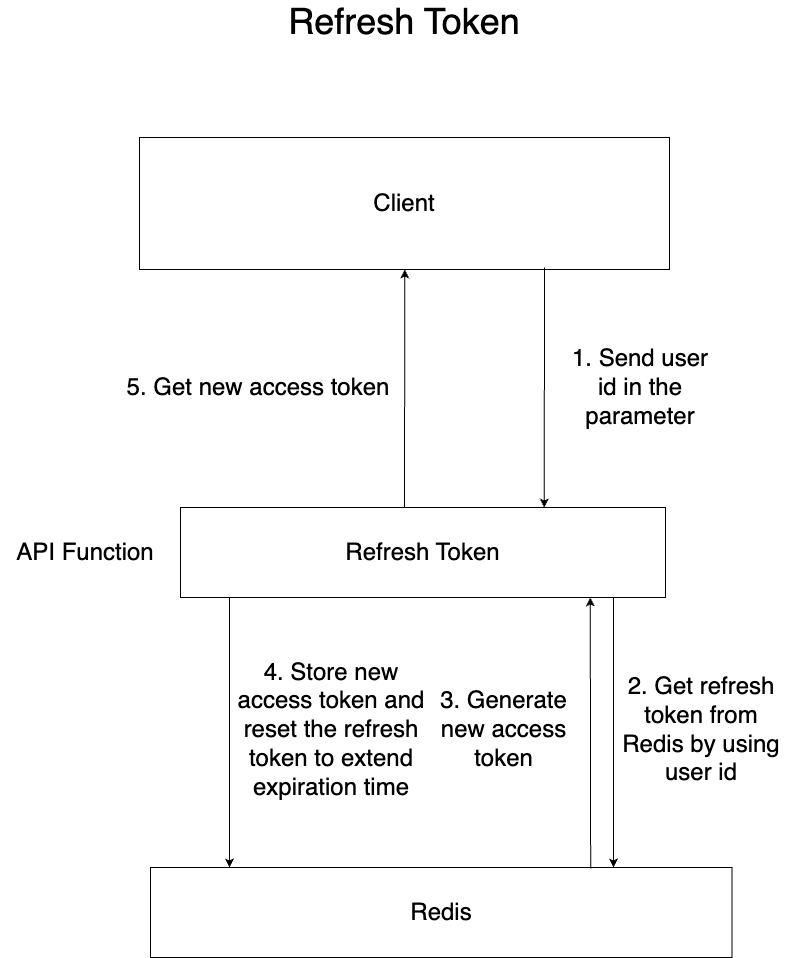 Refresh Token
Client
5. Get new access token
1. Send user
id in the
parameter
API Function
Refresh Token
4. Store new
access token and
reset the refresh
token to extend
expiration time
3. Generate
new access
token
2. Get refresh
token from
Redis by using
user id
Redis